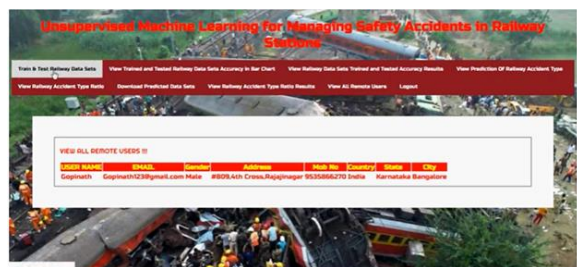 Unsupervised Machine Learning for Managing Safety Accidents in Railway
Stations
Train & Test Railway Data Sets View Trained and Tested Railway Data Sets Accuracy in Bar Chart View Railway Data Sets Trained and Tested Accuracy Results View Prediction Of Railway Accident Type
View Railway Accident Type Ratio Download Predicted Data Sets View Railway Accident Type Ratio Results View All Remote Users Logout
VIEW ALL REMOTE USERS !!!
USER NAME EMAIL Gender Address Mob No Country State City
Gopinath Gopinath123@gmail.com Male #809,4th Cross,Rajajinagar 9535866270 India Karnataka Bangalore